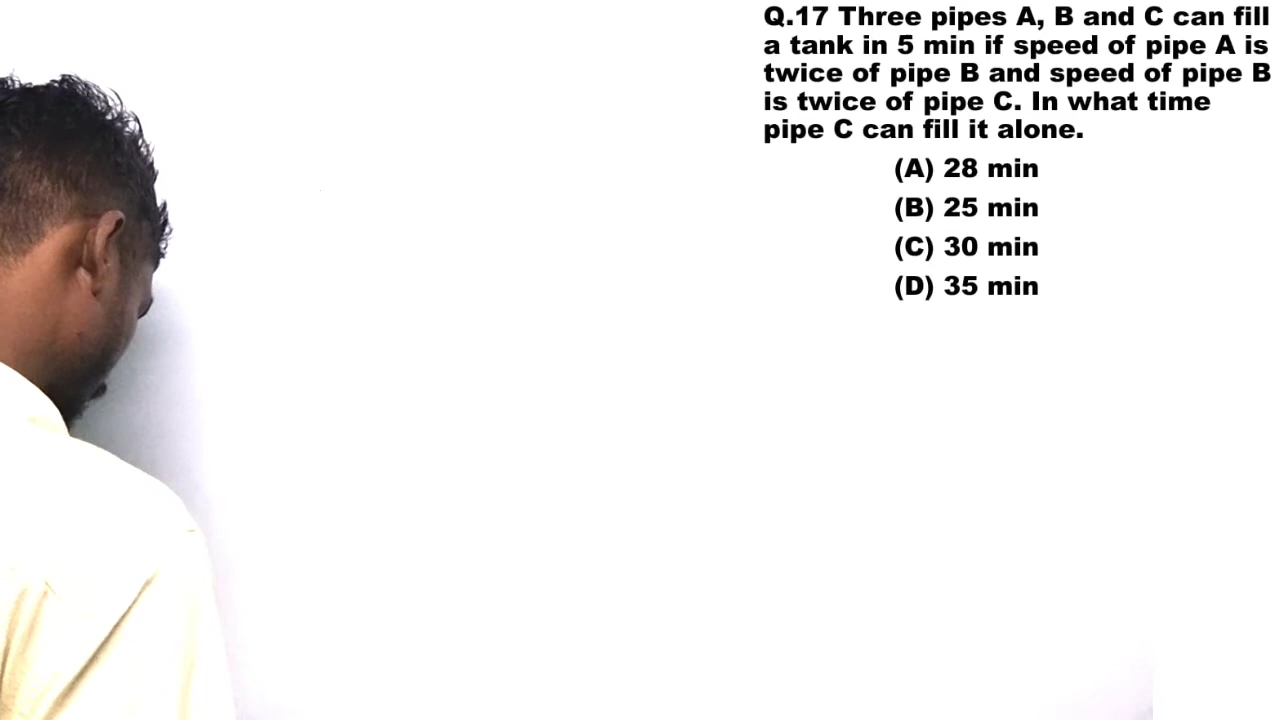 Q.17 Three pipes A, B and C can fill
a tank in 5 min if speed of pipe A is
twice of pipe B and speed of pipe B
is twice of pipe C. In what time
pipe C can fill it alone.
(A) 28 min
(B) 25 min
(C) 30 min
(D) 35 min